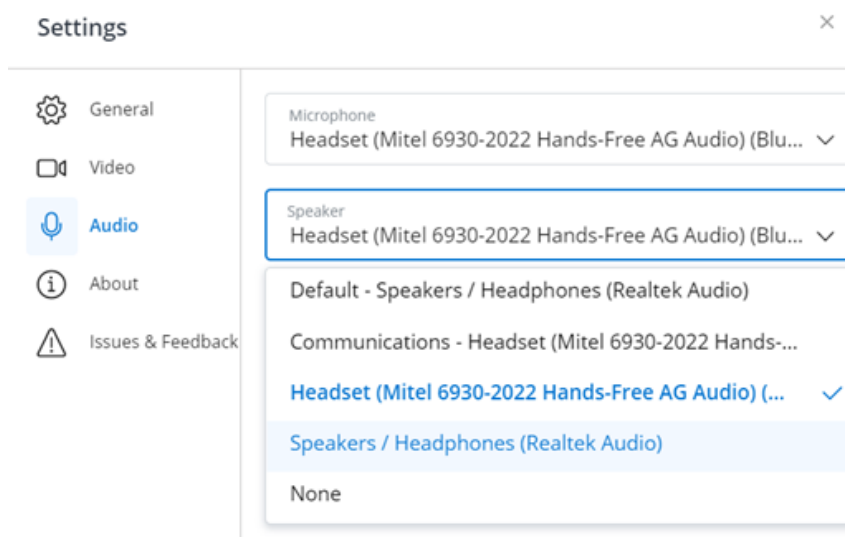 Settings
General
Video
Audio
About
Issues & Feedback
Microphone
Headset (Mitel 6930-2022 Hands-Free AG Audio) (Blu...
Speaker
Headset (Mitel 6930-2022 Hands-Free AG Audio) (Blu...
Default - Speakers / Headphones (Realtek Audio)
Communications - Headset (Mitel 6930-2022 Hands-...
Headset (Mitel 6930-2022 Hands-Free AG Audio) (...
Speakers / Headphones (Realtek Audio)
None